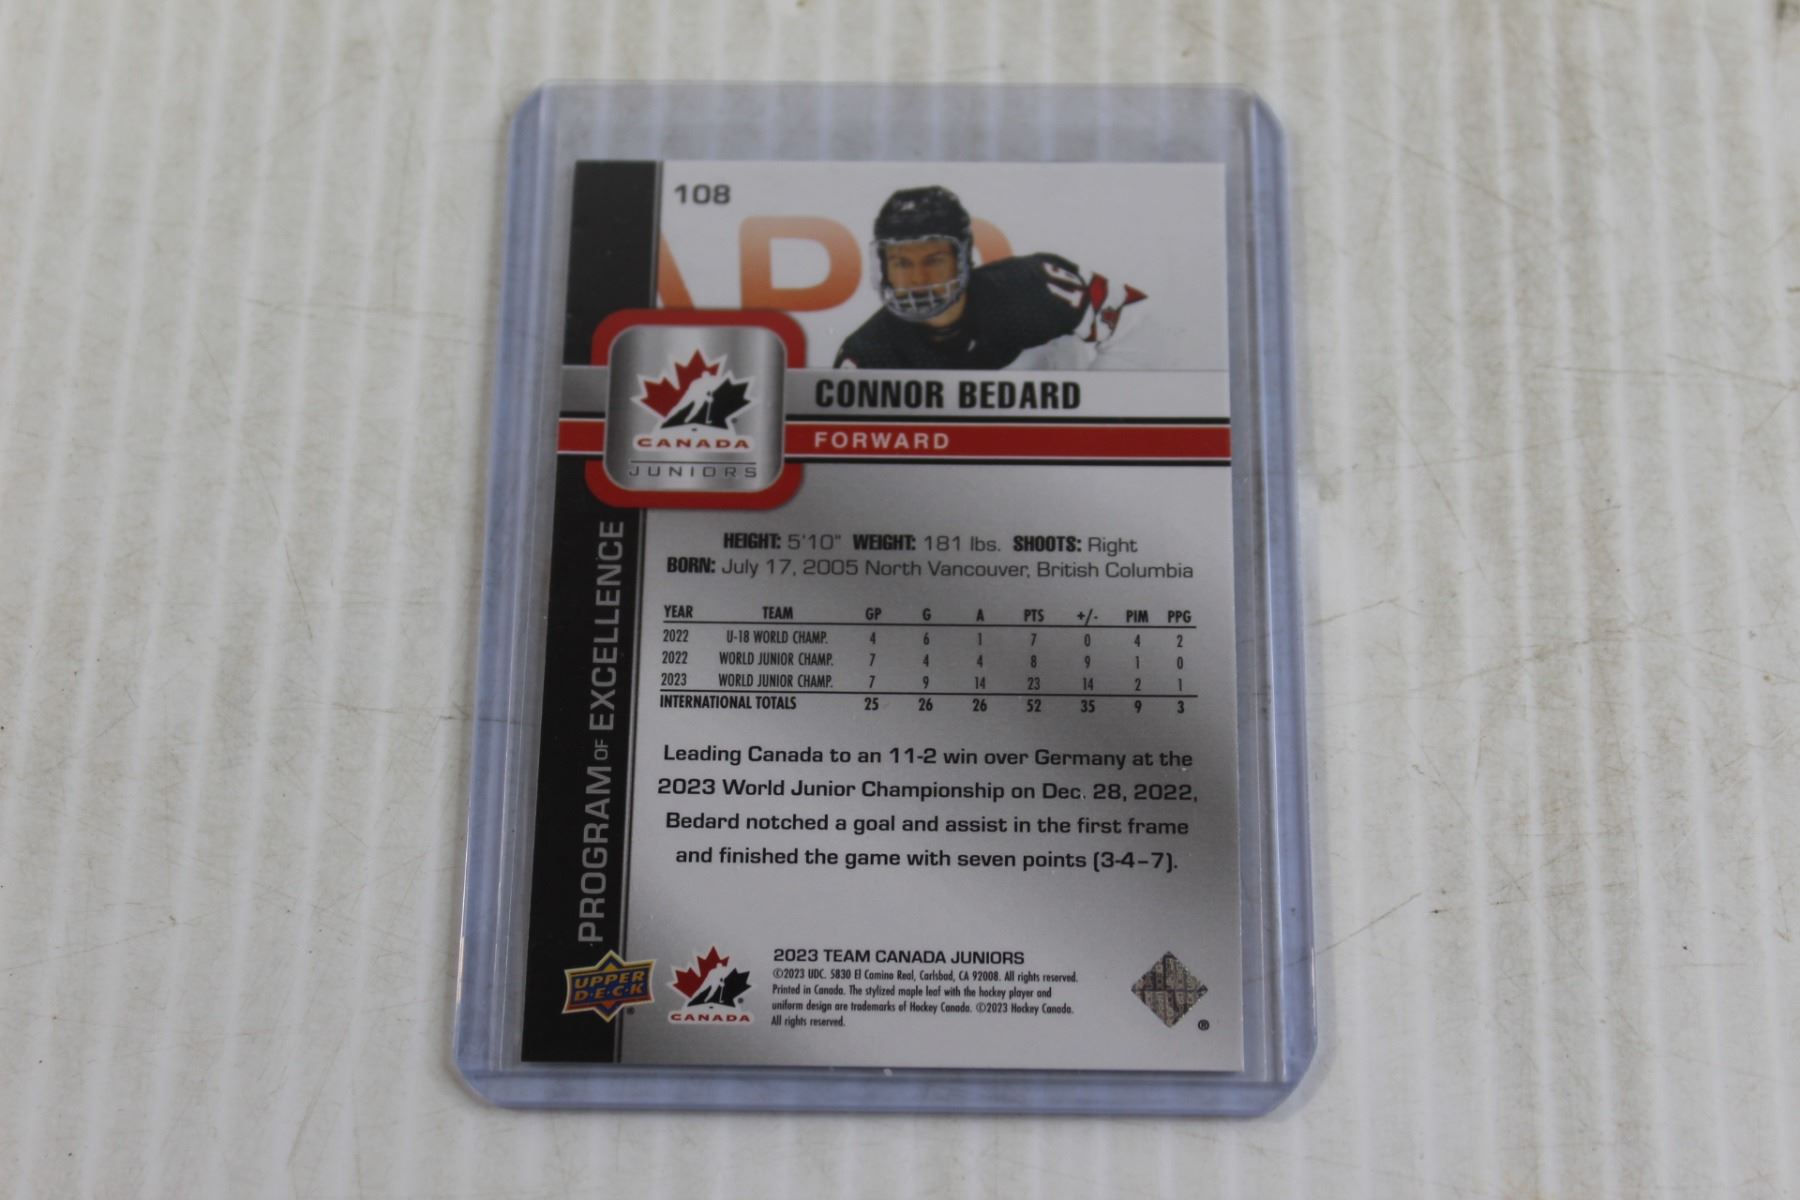 108
CONNOR BEDARD
FORWARD
CANADA
JUNIORS
PROGRAM OF EXCELLENCE
HEIGHT: 5'10" WEIGHT: 181 lbs. SHOOTS: Right
BORN: July 17, 2005 North Vancouver, British Columbia
YEAR TEAM GP G A PTS +/- PIM PPG
2022 U-18 WORLD CHAMP. 4 6 1 7 0 4 2
2022 WORLD JUNIOR CHAMP. 7 4 4 8 9 1 0
2023 WORLD JUNIOR CHAMP. 7 9 14 23 14 2 1
INTERNATIONAL TOTALS 25 26 26 52 35 9 3
Leading Canada to an 11-2 win over Germany at the
2023 World Junior Championship on Dec. 28, 2022,
Bedard notched a goal and assist in the first frame
and finished the game with seven points (3-4–7).
UPPER
D·E·C·K
®
CANADA
2023 TEAM CANADA JUNIORS
©2023 UDC. 5830 El Camino Real, Carlsbad, CA 92008. All rights reserved.
Printed in Canada. The stylized maple leaf with the hockey player and
uniform design are trademarks of Hockey Canada. ©2023 Hockey Canada.
All rights reserved.
®